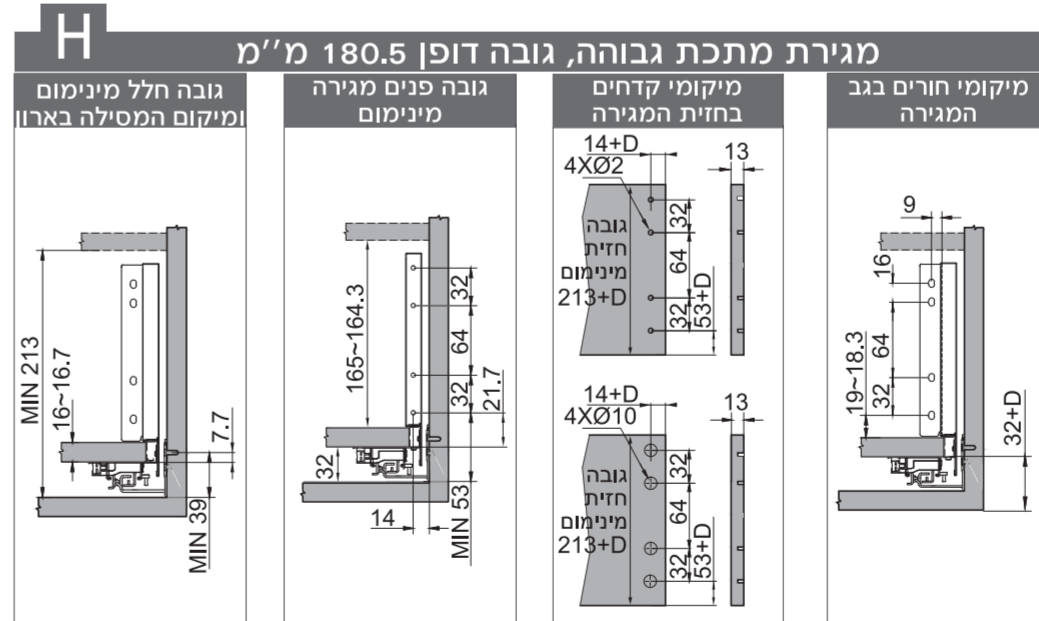 H
מגירת מתכת גבוהה, גובה דופן 180.5 מ''מ
מיקומי חורים בגב
המגירה
9
16
64
32
19~18.3
32+D
מיקומי קדחים
בחזית המגירה
14+D
4XØ2
13
גובה
חזית
מינימום
213+D
32
64
32
53+D
14+D
4XØ10
13
גובה
חזית
מינימום
213+D
32
64
32
53+D
גובה פנים מגירה
מינימום
165~164.3
32
64
32
21.7
32
14
MIN 53
גובה חלל מינימום
ומיקום המסילה בארון
MIN 213
16~16.7
7.7
MIN 39